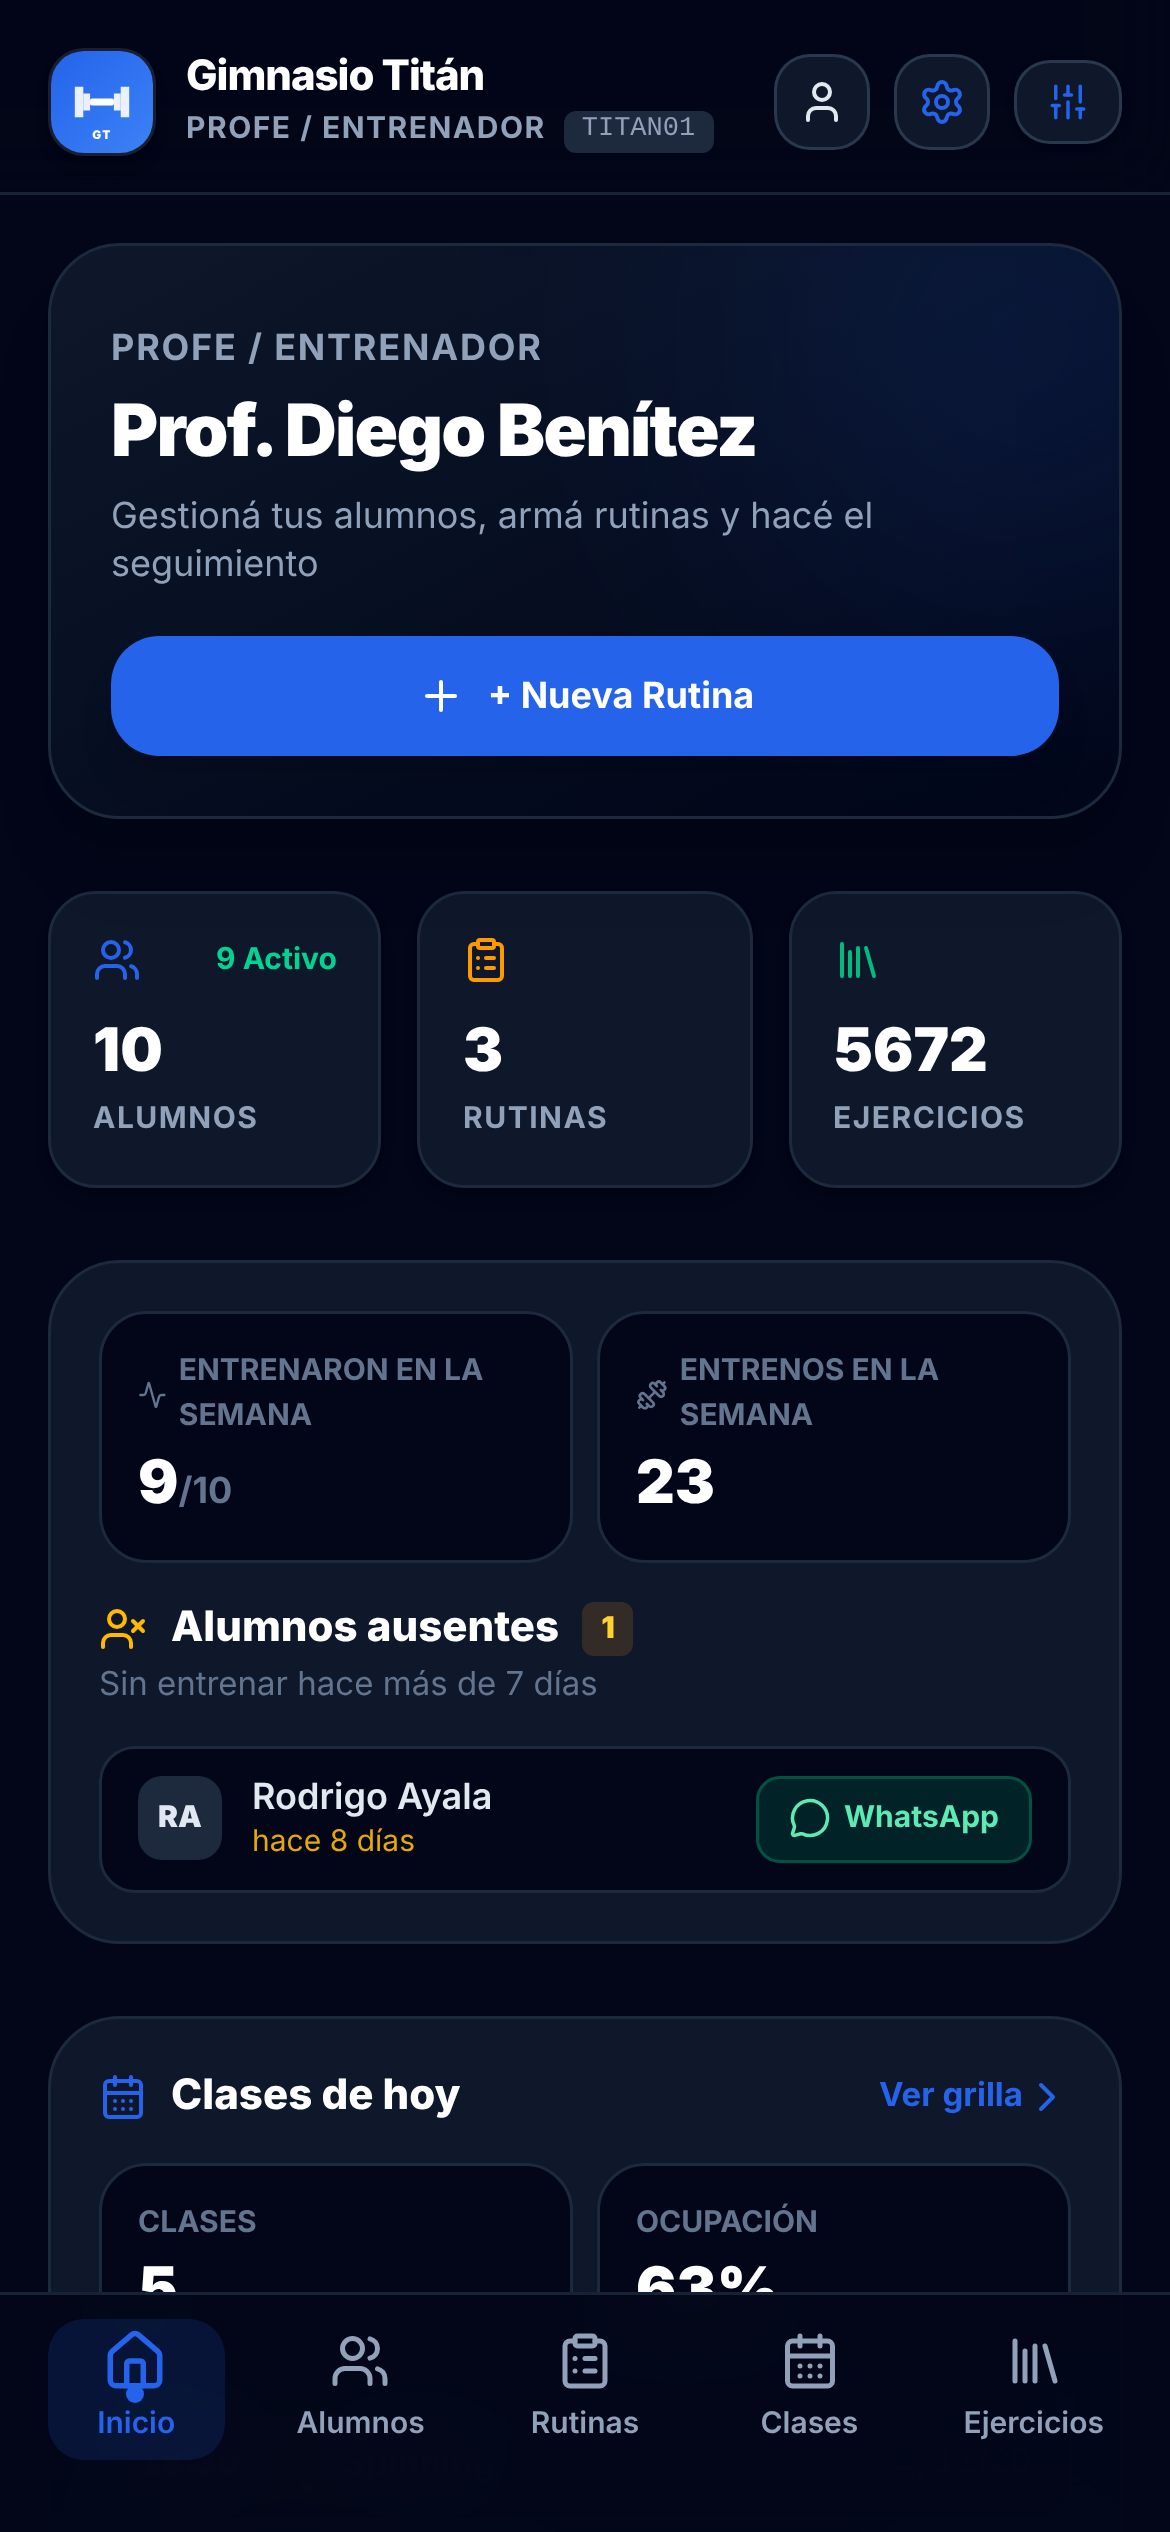 Gimnasio Titán
PROFE / ENTRENADOR TITAN01
GT
PROFE / ENTRENADOR
Prof. Diego Benítez
Gestioná tus alumnos, armá rutinas y hacé el
seguimiento
+ Nueva Rutina
9 Activo
10
ALUMNOS
3
RUTINAS
5672
EJERCICIOS
ENTRENARON EN LA
SEMANA
9/10
ENTRENOS EN LA
SEMANA
23
Alumnos ausentes 1
Sin entrenar hace más de 7 días
RA
Rodrigo Ayala
hace 8 días
WhatsApp
Clases de hoy
Ver grilla
CLASES
5
OCUPACIÓN
63%
Inicio
Alumnos
Rutinas
Clases
Ejercicios